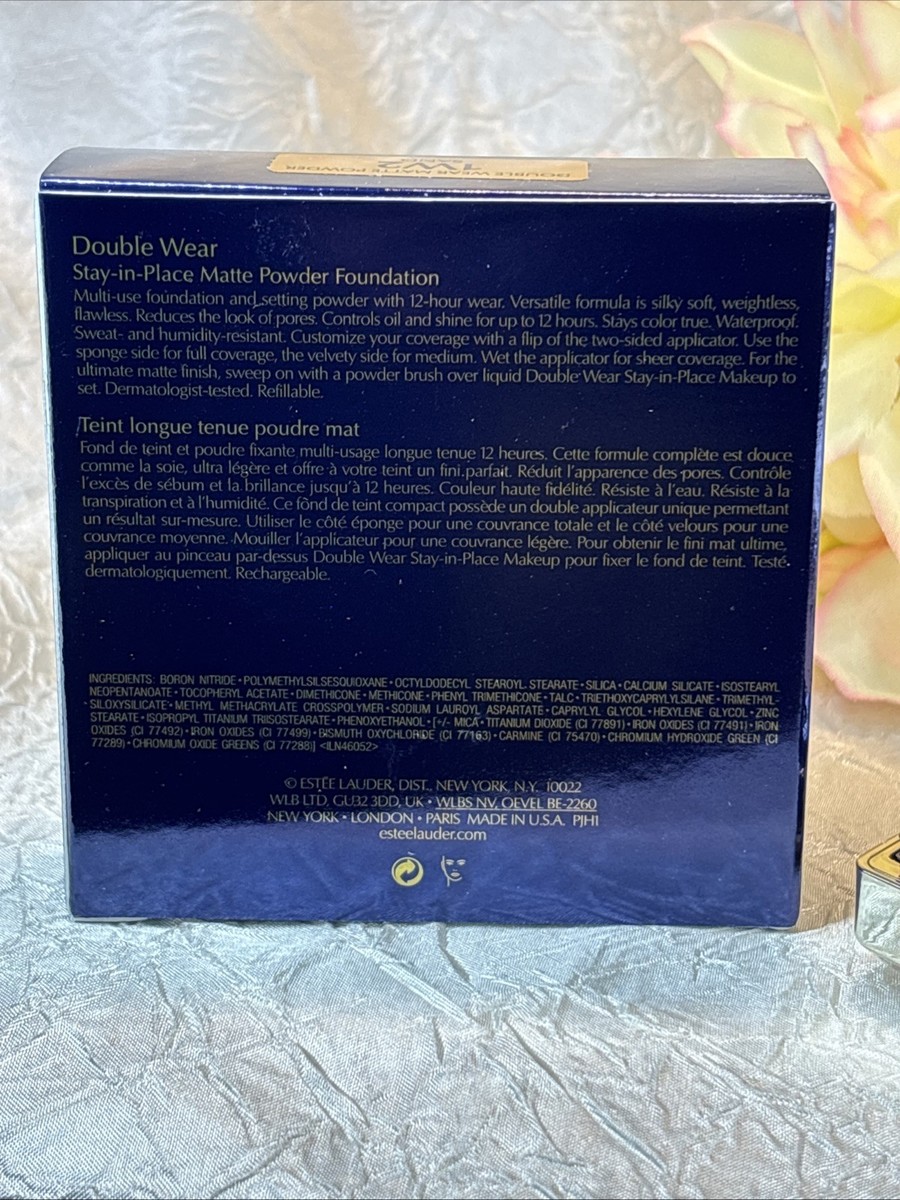 DOUBLE WEAR MATTE POWDER
1W2
Double Wear
Stay-in-Place Matte Powder Foundation
Multi-use foundation and setting powder with 12-hour wear. Versatile formula is silky soft, weightless,
flawless. Reduces the look of pores. Controls oil and shine for up to 12 hours. Stays color true. Waterproof.
Sweat- and humidity-resistant. Customize your coverage with a flip of the two-sided applicator. Use the
sponge side for full coverage, the velvety side for medium. Wet the applicator for sheer coverage. For the
ultimate matte finish, sweep on with a powder brush over liquid Double Wear Stay-in-Place Makeup to
set. Dermatologist-tested. Refillable.
Teint longue tenue poudre mat
Fond de teint et poudre fixante multi-usage longue tenue 12 heures. Cette formule complète est douce
comme la soie, ultra légère et offre à votre teint un fini parfait. Réduit l'apparence des pores. Contrôle
l'excès de sébum et la brillance jusqu'à 12 heures. Couleur haute fidélité. Résiste à l'eau. Résiste à la
transpiration et à l'humidité. Ce fond de teint compact possède un double applicateur unique permettant
un résultat sur-mesure. Utiliser le côté éponge pour une couvrance totale et le côté velours pour une
couvrance moyenne. Mouiller l'applicateur pour une couvrance légère. Pour obtenir le fini mat ultime,
appliquer au pinceau par-dessus Double Wear Stay-in-Place Makeup pour fixer le fond de teint. Testé
dermatologiquement. Rechargeable.
INGREDIENTS: BORON NITRIDE • POLYMETHYLSILSESQUIOXANE • OCTYLDODECYL STEAROYL STEARATE • SILICA • CALCIUM SILICATE • ISOSTEARYL
NEOPENTANOATE • TOCOPHERYL ACETATE • DIMETHICONE • METHICONE • PHENYL TRIMETHICONE • TALC • TRIETHOXYCAPRYLYLSILANE • TRIMETHYL-
SILOXYSILICATE • METHYL METHACRYLATE CROSSPOLYMER • SODIUM LAUROYL ASPARTATE • CAPRYLYL GLYCOL • HEXYLENE GLYCOL • ZINC
STEARATE • ISOPROPYL TITANIUM TRIISOSTEARATE • PHENOXYETHANOL • [+/- MICA • TITANIUM DIOXIDE (CI 77891) • IRON OXIDES (CI 77491) • IRON
OXIDES (CI 77492) • IRON OXIDES (CI 77499) • BISMUTH OXYCHLORIDE (CI 77163) • CARMINE (CI 75470) • CHROMIUM HYDROXIDE GREEN (CI
77289) • CHROMIUM OXIDE GREENS (CI 77288)] <ILN46052>
© ESTÉE LAUDER, DIST., NEW YORK, N.Y. 10022
WLB LTD, GU32 3DD, UK • WLBS NV, OEVEL BE-2260
NEW YORK • LONDON • PARIS MADE IN U.S.A. PJH1
esteelauder.com